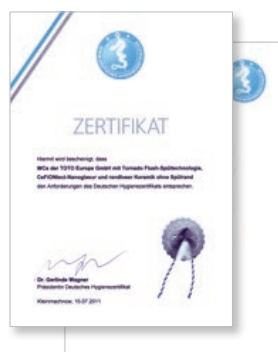 ZERTIFIKAT
Hiermit wird bescheinigt, dass
WCs der TOTO Europe GmbH mit Tornado Flush-Spültechnologie,
CeFIONtect-Nanoglasur und randloser Keramik ohne Spülrand
den Anforderungen des Deutschen Hygienezertifikats entsprechen.
Dr. Gerlinde Wagner
Präsidentin Deutsches Hygienezertifikat
Kleinmachnow, 15.07.2011